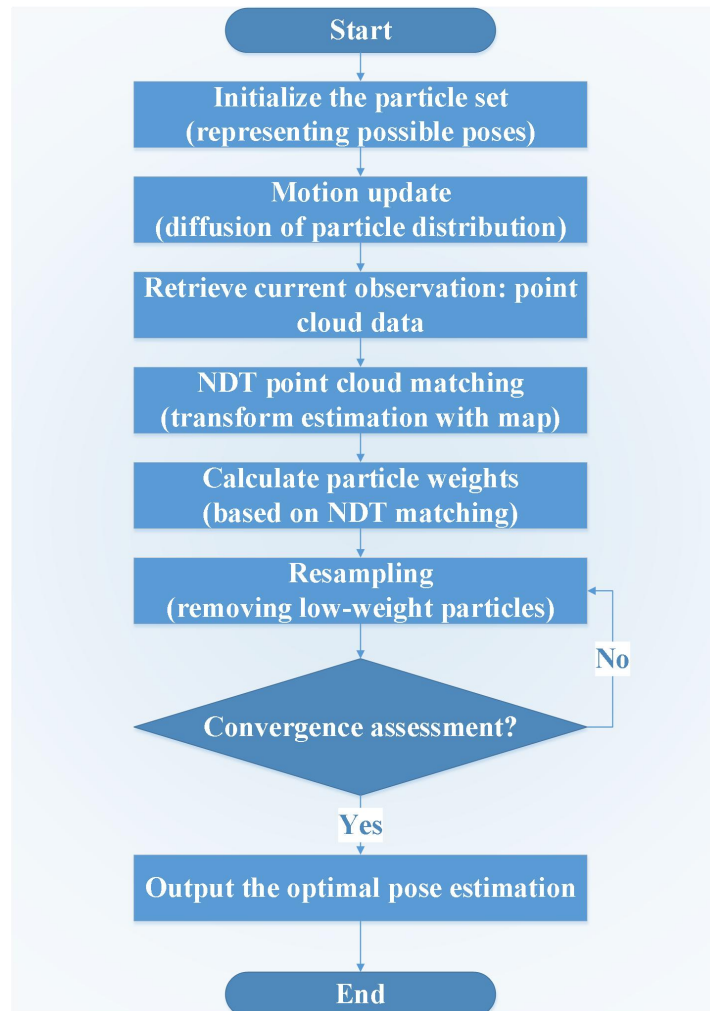 Start
Initialize the particle set
(representing possible poses)
Motion update
(diffusion of particle distribution)
Retrieve current observation: point
cloud data
NDT point cloud matching
(transform estimation with map)
Calculate particle weights
(based on NDT matching)
Resampling
(removing low-weight particles)
No
Convergence assessment?
Yes
Output the optimal pose estimation
End